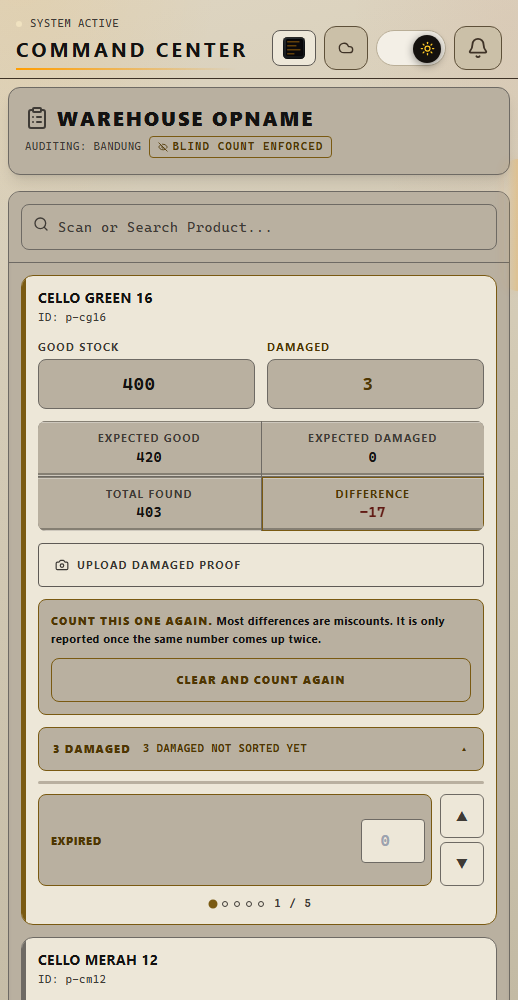 SYSTEM ACTIVE
COMMAND CENTER
WAREHOUSE OPNAME
AUDITING: BANDUNG BLIND COUNT ENFORCED
Scan or Search Product...
CELLO GREEN 16
ID: p-cg16
GOOD STOCK DAMAGED
400 3
EXPECTED GOOD EXPECTED DAMAGED
420 0
TOTAL FOUND DIFFERENCE
403 -17
UPLOAD DAMAGED PROOF
COUNT THIS ONE AGAIN. Most differences are miscounts. It is only
reported once the same number comes up twice.
CLEAR AND COUNT AGAIN
3 DAMAGED 3 DAMAGED NOT SORTED YET
EXPIRED 0
1 / 5
CELLO MERAH 12
ID: p-cm12